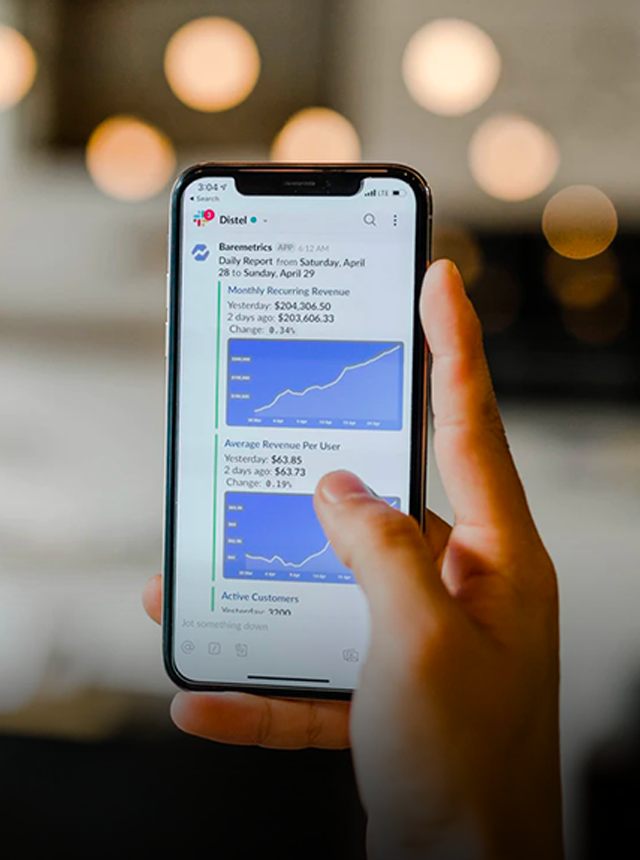 3:04
LTE
Search
3
Distel
Baremetrics APP 6:12 AM
Daily Report from Saturday, April
28 to Sunday, April 29
Monthly Recurring Revenue
Yesterday: $204,306.50
2 days ago: $203,606.33
Change: 0.34%
Average Revenue Per User
Yesterday: $63.85
2 days ago: $63.73
Change: 0.19%
Active Customers
Yesterday: 3200
Jot something down